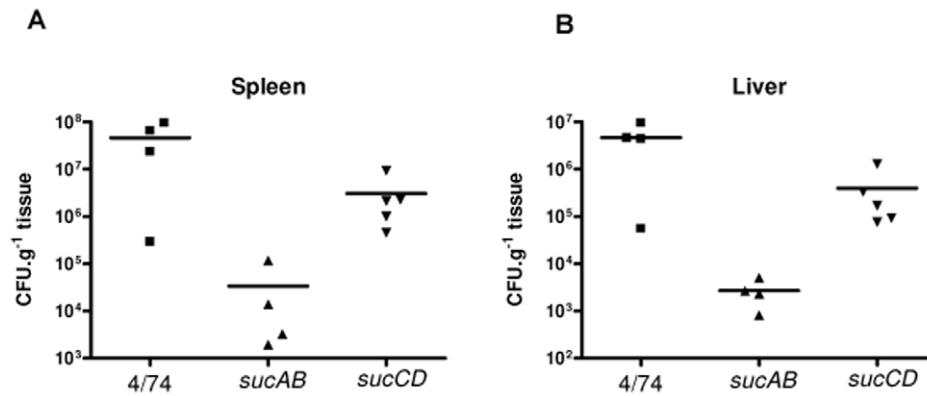 A
Spleen
CFU.g⁻¹ tissue
10⁸
10⁷
10⁶
10⁵
10⁴
10³
4/74 sucAB sucCD
B
Liver
CFU.g⁻¹ tissue
10⁷
10⁶
10⁵
10⁴
10³
10²
4/74 sucAB sucCD